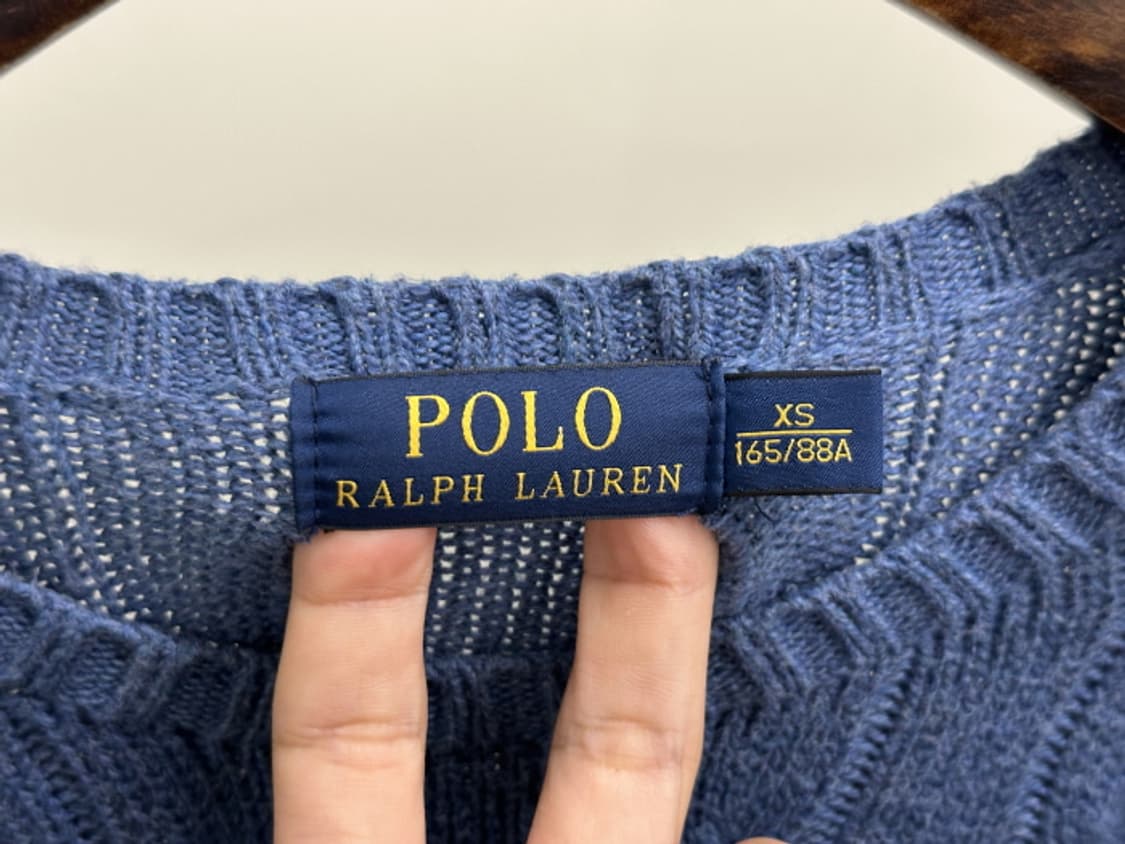 POLO
RALPH LAUREN
XS
165/88A